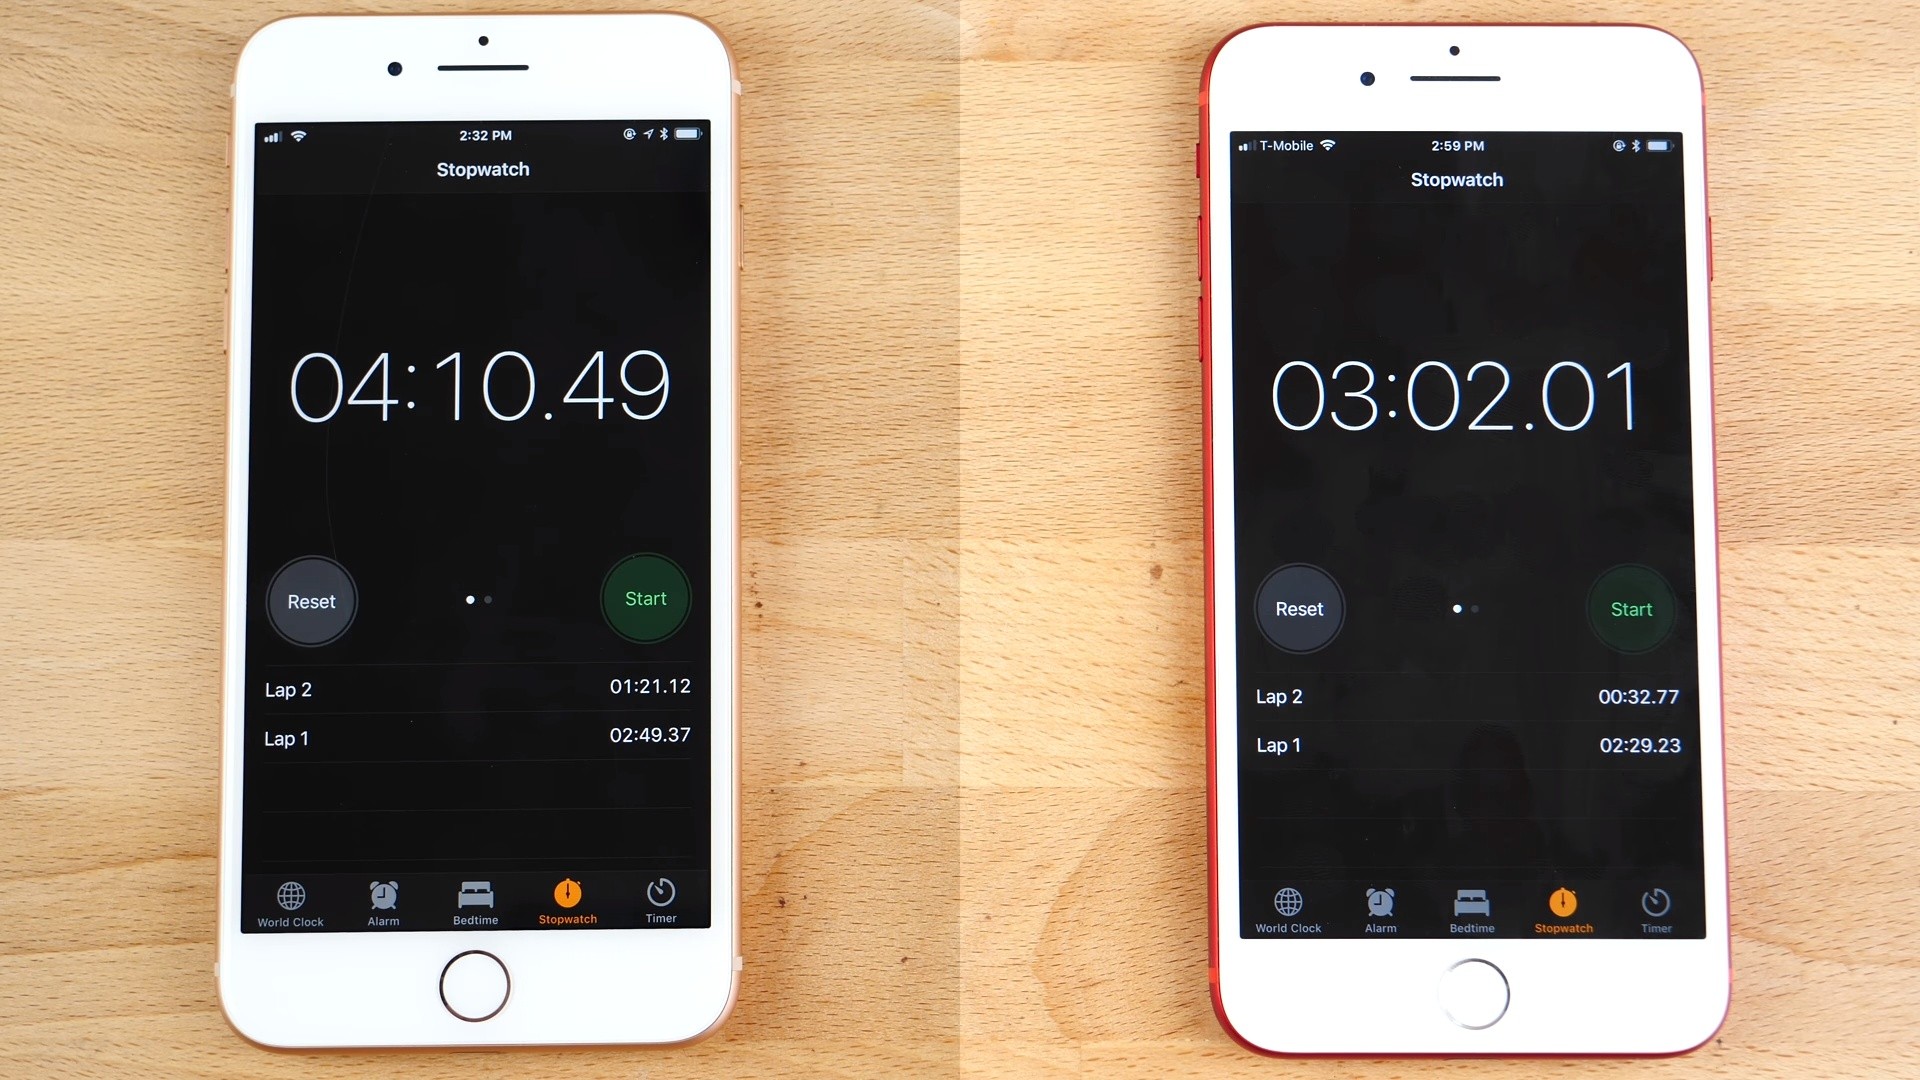 2:32 PM
Stopwatch
04:10.49
Reset
Start
Lap 2 01:21.12
Lap 1 02:49.37
World Clock Alarm Bedtime Stopwatch Timer
T-Mobile 2:59 PM
Stopwatch
03:02.01
Reset
Start
Lap 2 00:32.77
Lap 1 02:29.23
World Clock Alarm Bedtime Stopwatch Timer